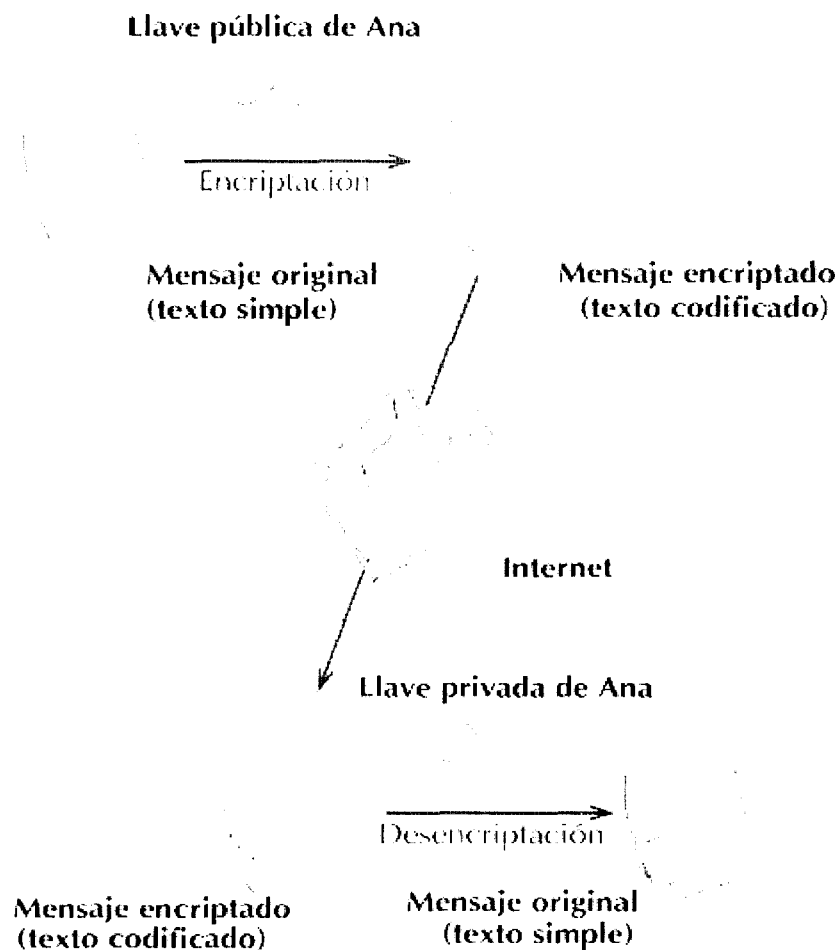 Llave pública de Ana
Encriptación
Mensaje original
(texto simple)
Mensaje encriptado
(texto codificado)
Internet
Llave privada de Ana
Desencriptación
Mensaje encriptado
(texto codificado)
Mensaje original
(texto simple)